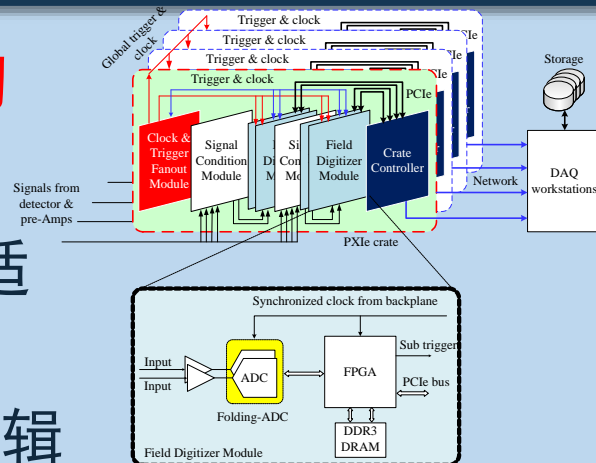 Trigger & clock
Trigger & clock
Trigger & clock
Trigger & clock
Global trigger &
clock
PCIe
Storage
Clock &
Trigger
Fanout
Module
Signal
Condition
Module
Field
Digitizer
Module
Crate
Controller
DAQ
workstations
Network
Signals from
detector &
pre-Amps
PXIe crate
适
Synchronized clock from backplane
Input
Input
ADC
Folding-ADC
FPGA
Sub trigger
PCIe bus
DDR3
DRAM
Field Digitizer Module
辑